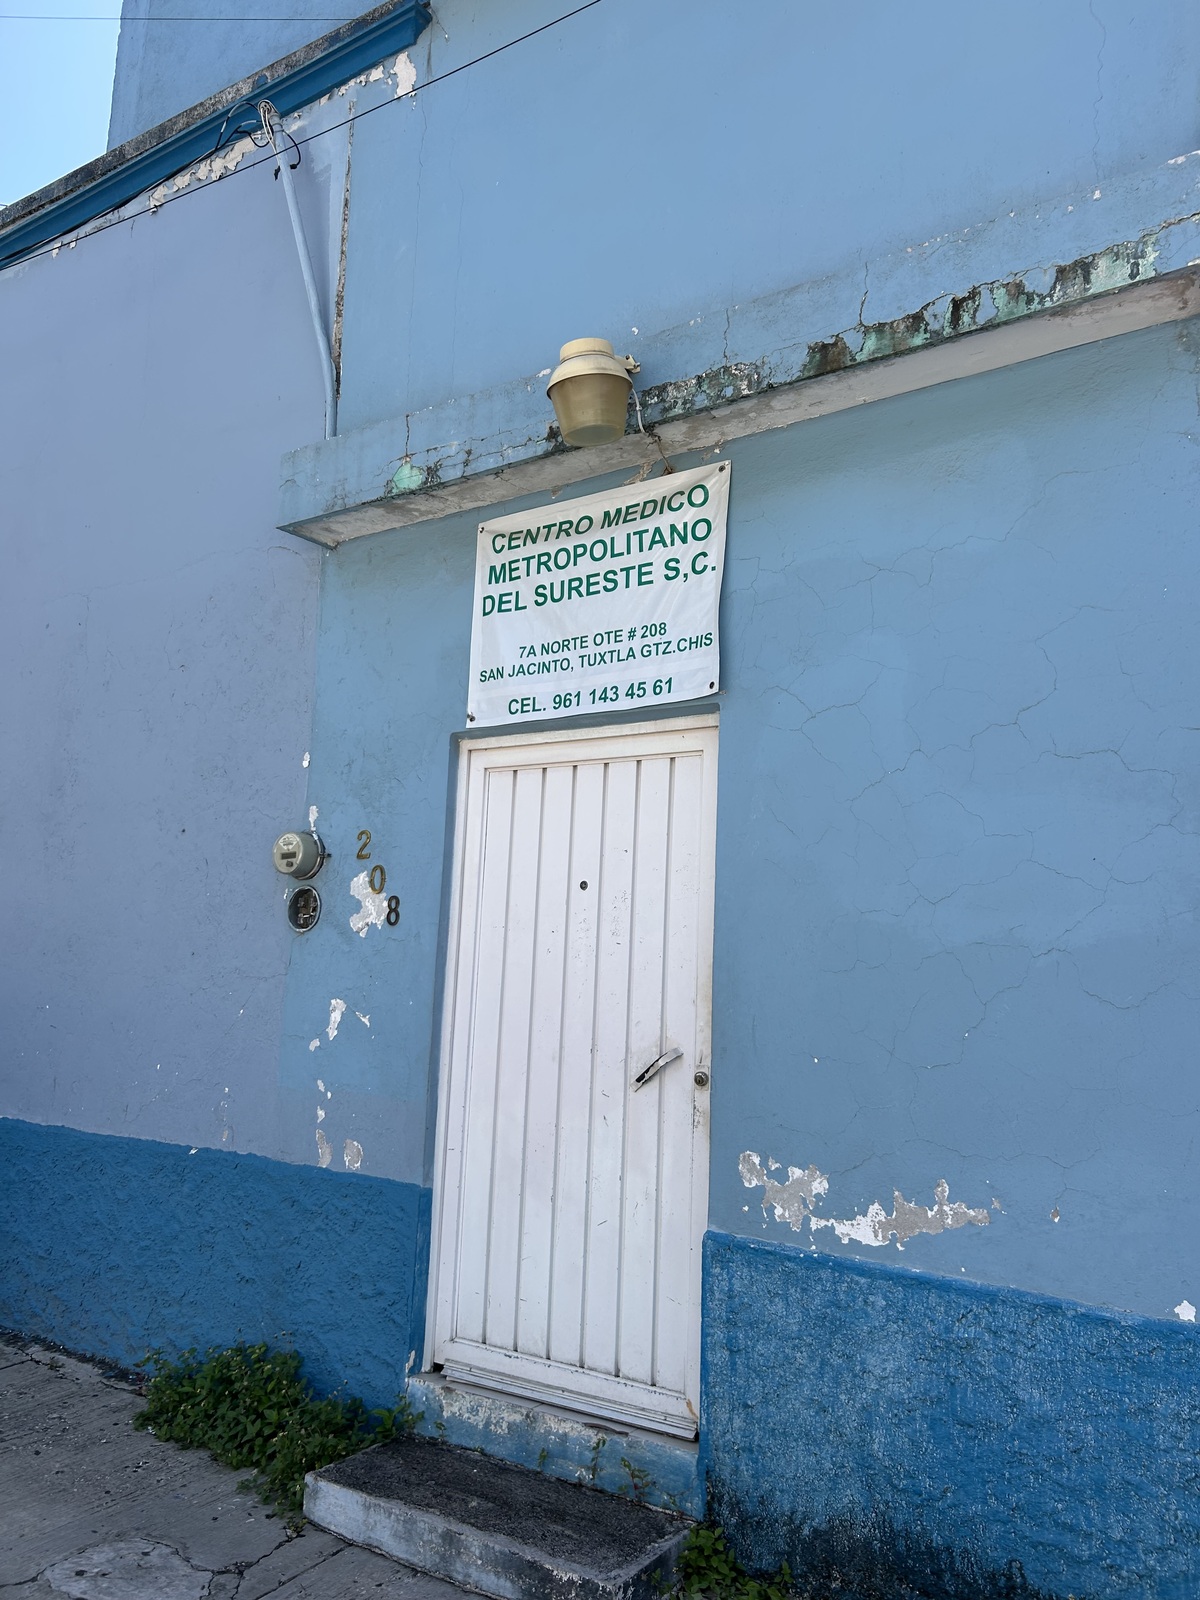 CENTRO MEDICO
METROPOLITANO
DEL SURESTE S,C.
7A NORTE OTE # 208
SAN JACINTO, TUXTLA GTZ.CHIS
CEL. 961 143 45 61
208